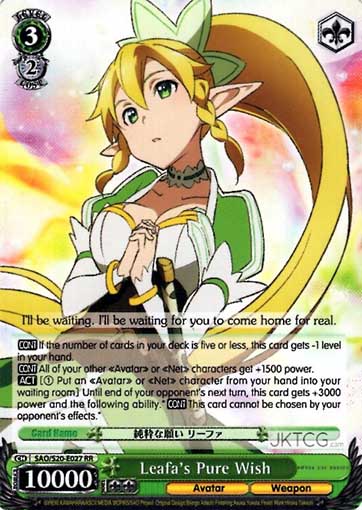 LEVEL
3
2
I'll be waiting. I'll be waiting for you to come home for real.
CONT If the number of cards in your deck is five or less, this card gets -1 level
in your hand.
CONT All of your other «Avatar» or «Net» characters get +1500 power.
ACT [① Put an «Avatar» or «Net» character from your hand into your
waiting room] Until end of your opponent's next turn, this card gets +3000
power and the following ability. "CONT This card cannot be chosen by your
opponent's effects."
Card Name
純粋な願い リーファ
JKTCG.com
CH SAO/S20-E027 RR
Leafa's Pure Wish
10000
Avatar
Weapon